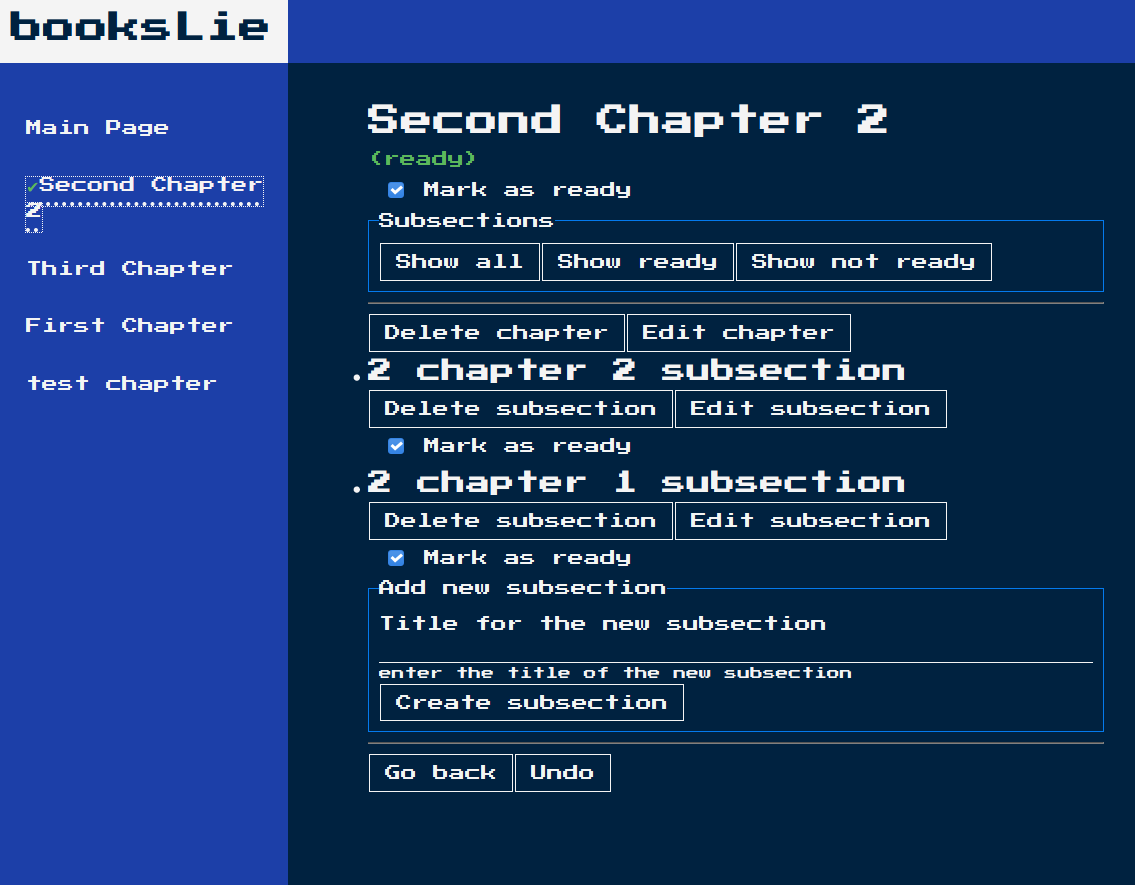 booksLie
Main Page
✓Second Chapter
2
Third Chapter
First Chapter
test chapter
Second Chapter 2
(ready)
Mark as ready
Subsections
Show all Show ready Show not ready
Delete chapter Edit chapter
.2 chapter 2 subsection
Delete subsection Edit subsection
Mark as ready
.2 chapter 1 subsection
Delete subsection Edit subsection
Mark as ready
Add new subsection
Title for the new subsection
enter the title of the new subsection
Create subsection
Go back Undo